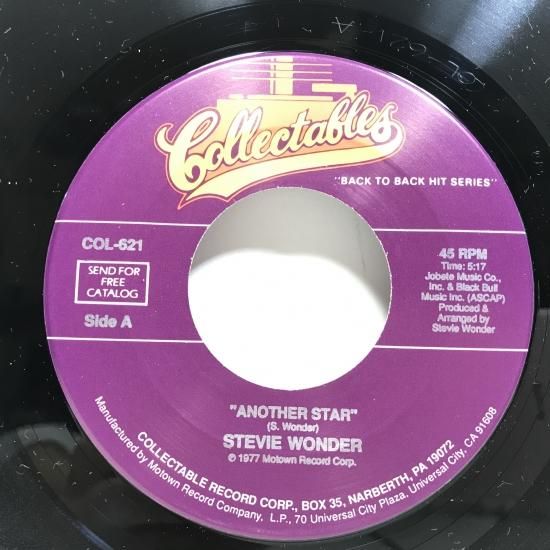 Collectables
"BACK TO BACK HIT SERIES"
COL-621
SEND FOR
FREE
CATALOG
Side A
45 RPM
Time: 5:17
Jobete Music Co.,
Inc. & Black Bull
Music Inc. (ASCAP)
Produced &
Arranged by
Stevie Wonder
"ANOTHER STAR"
(S. Wonder)
STEVIE WONDER
© 1977 Motown Record Corp.
COLLECTABLE RECORD CORP., BOX 35, NARBERTH, PA 19072
Manufactured by Motown Record Company, L.P., 70 Universal City Plaza, Universal City, CA 91608